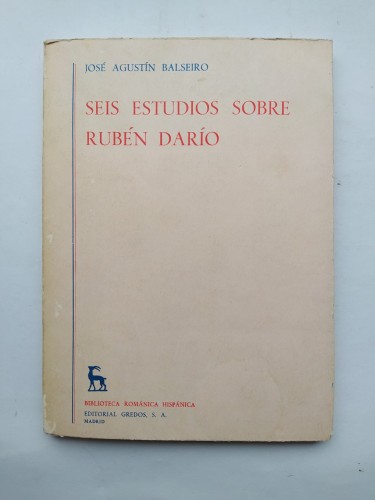 JOSÉ AGUSTÍN BALSEIRO
SEIS ESTUDIOS SOBRE
RUBÉN DARÍO
BIBLIOTECA ROMÁNICA HISPÁNICA
EDITORIAL GREDOS, S. A.
MADRID